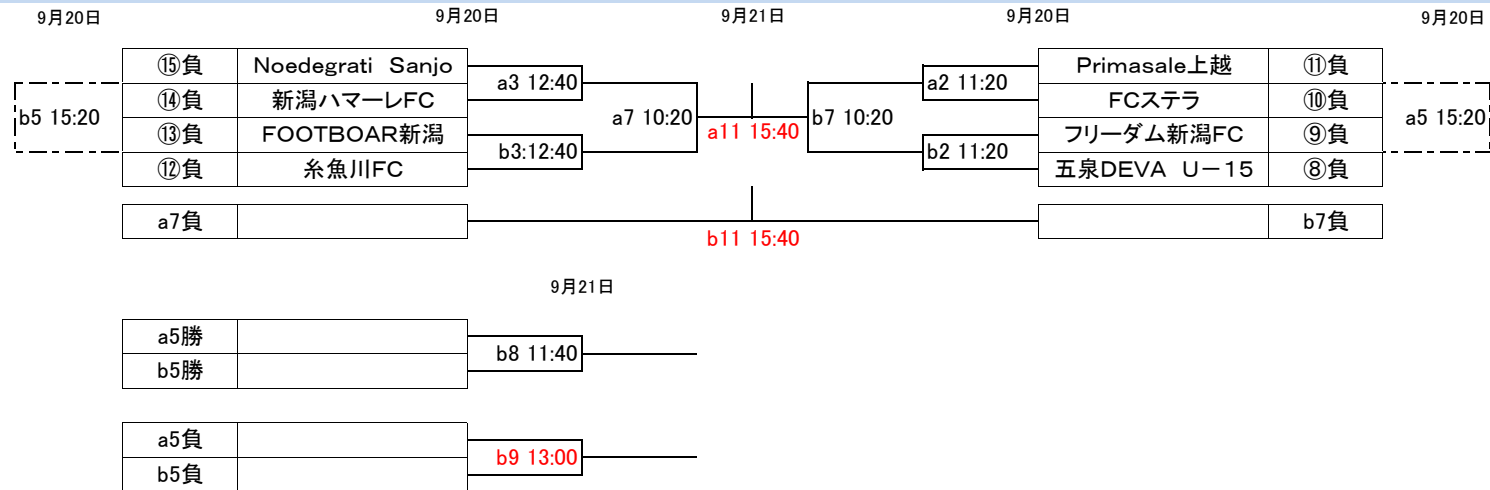 9月20日 9月20日 9月21日 9月20日 9月20日
⑮負 Noedegrati Sanjo Primasale上越 ⑪負
a3 12:40 a2 11:20
⑭負 新潟ハマーレFC FCステラ ⑩負
b5 15:20 a7 10:20 a11 15:40 b7 10:20 a5 15:20
⑬負 FOOTBOAR新潟 フリーダム新潟FC ⑨負
b3:12:40 b2 11:20
⑫負 糸魚川FC 五泉DEVA U-15 ⑧負
a7負 b7負
b11 15:40
9月21日
a5勝
b8 11:40
b5勝
a5負
b9 13:00
b5負